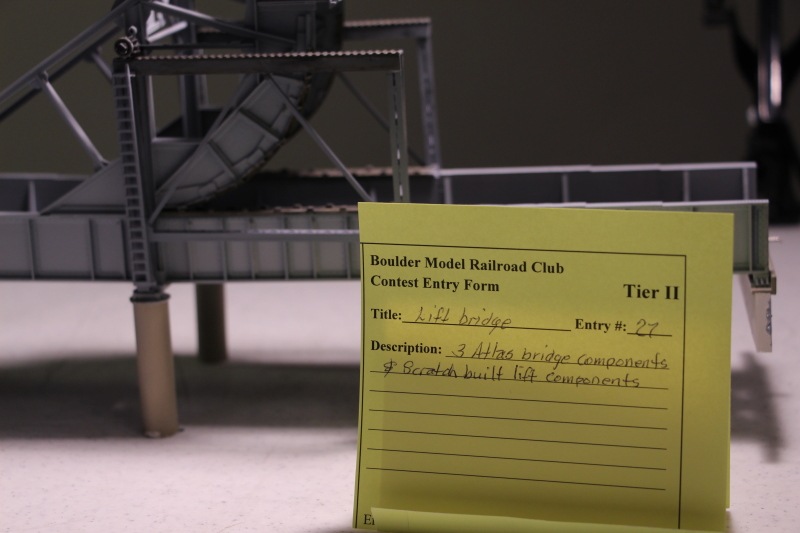 Boulder Model Railroad Club
Contest Entry Form Tier II
Title: Lift bridge Entry #: 27
Description: 3 Atlas bridge components
& Scratch built lift components